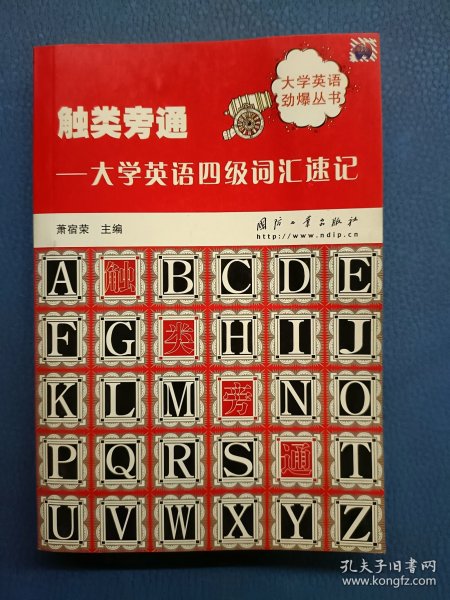 大学英语
劲爆丛书
触类旁通
—大学英语四级词汇速记
萧宿荣 主编
国防工业出版社
http://www.ndip.cn
A 触 B C D E
F G 类 H I J
K L M 旁 N O
P Q R S 通 T
U V W X Y Z
孔夫子旧书网
www.kongfz.com